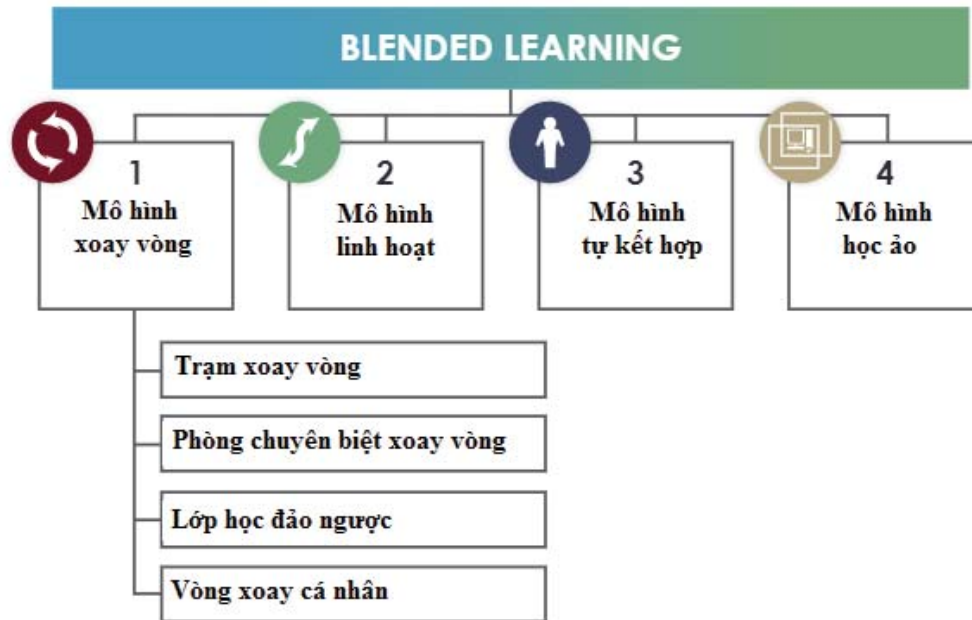 BLENDED LEARNING
1
Mô hình
xoay vòng
2
Mô hình
linh hoạt
3
Mô hình
tự kết hợp
4
Mô hình
học ảo
Trạm xoay vòng
Phòng chuyên biệt xoay vòng
Lớp học đảo ngược
Vòng xoay cá nhân